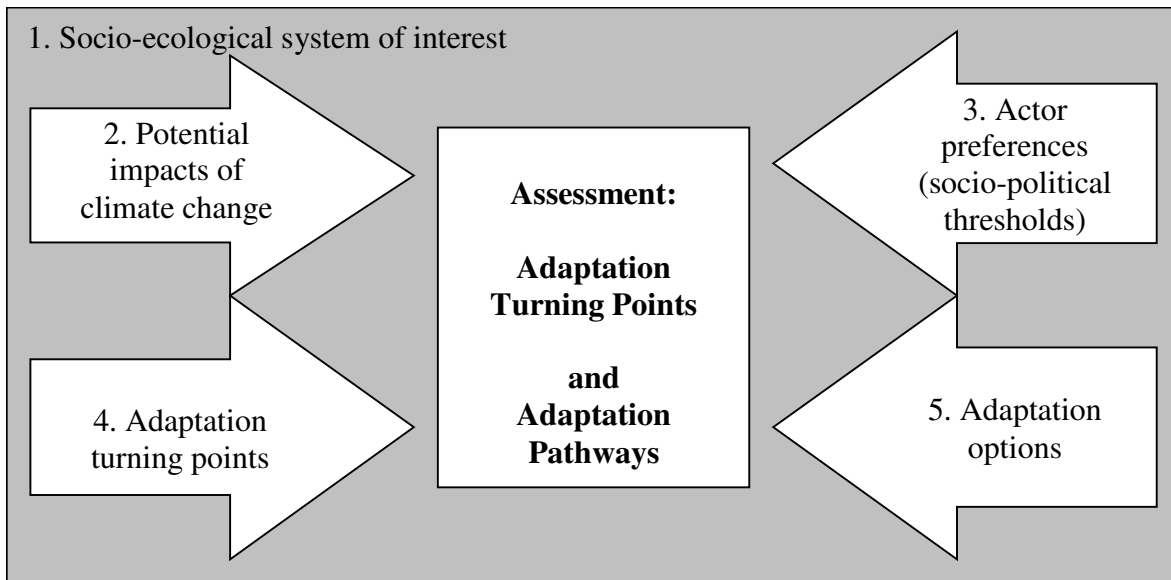 1. Socio-ecological system of interest
2. Potential
impacts of
climate change
3. Actor
preferences
(socio-political
thresholds)
Assessment:
Adaptation
Turning Points
and
Adaptation
Pathways
4. Adaptation
turning points
5. Adaptation
options